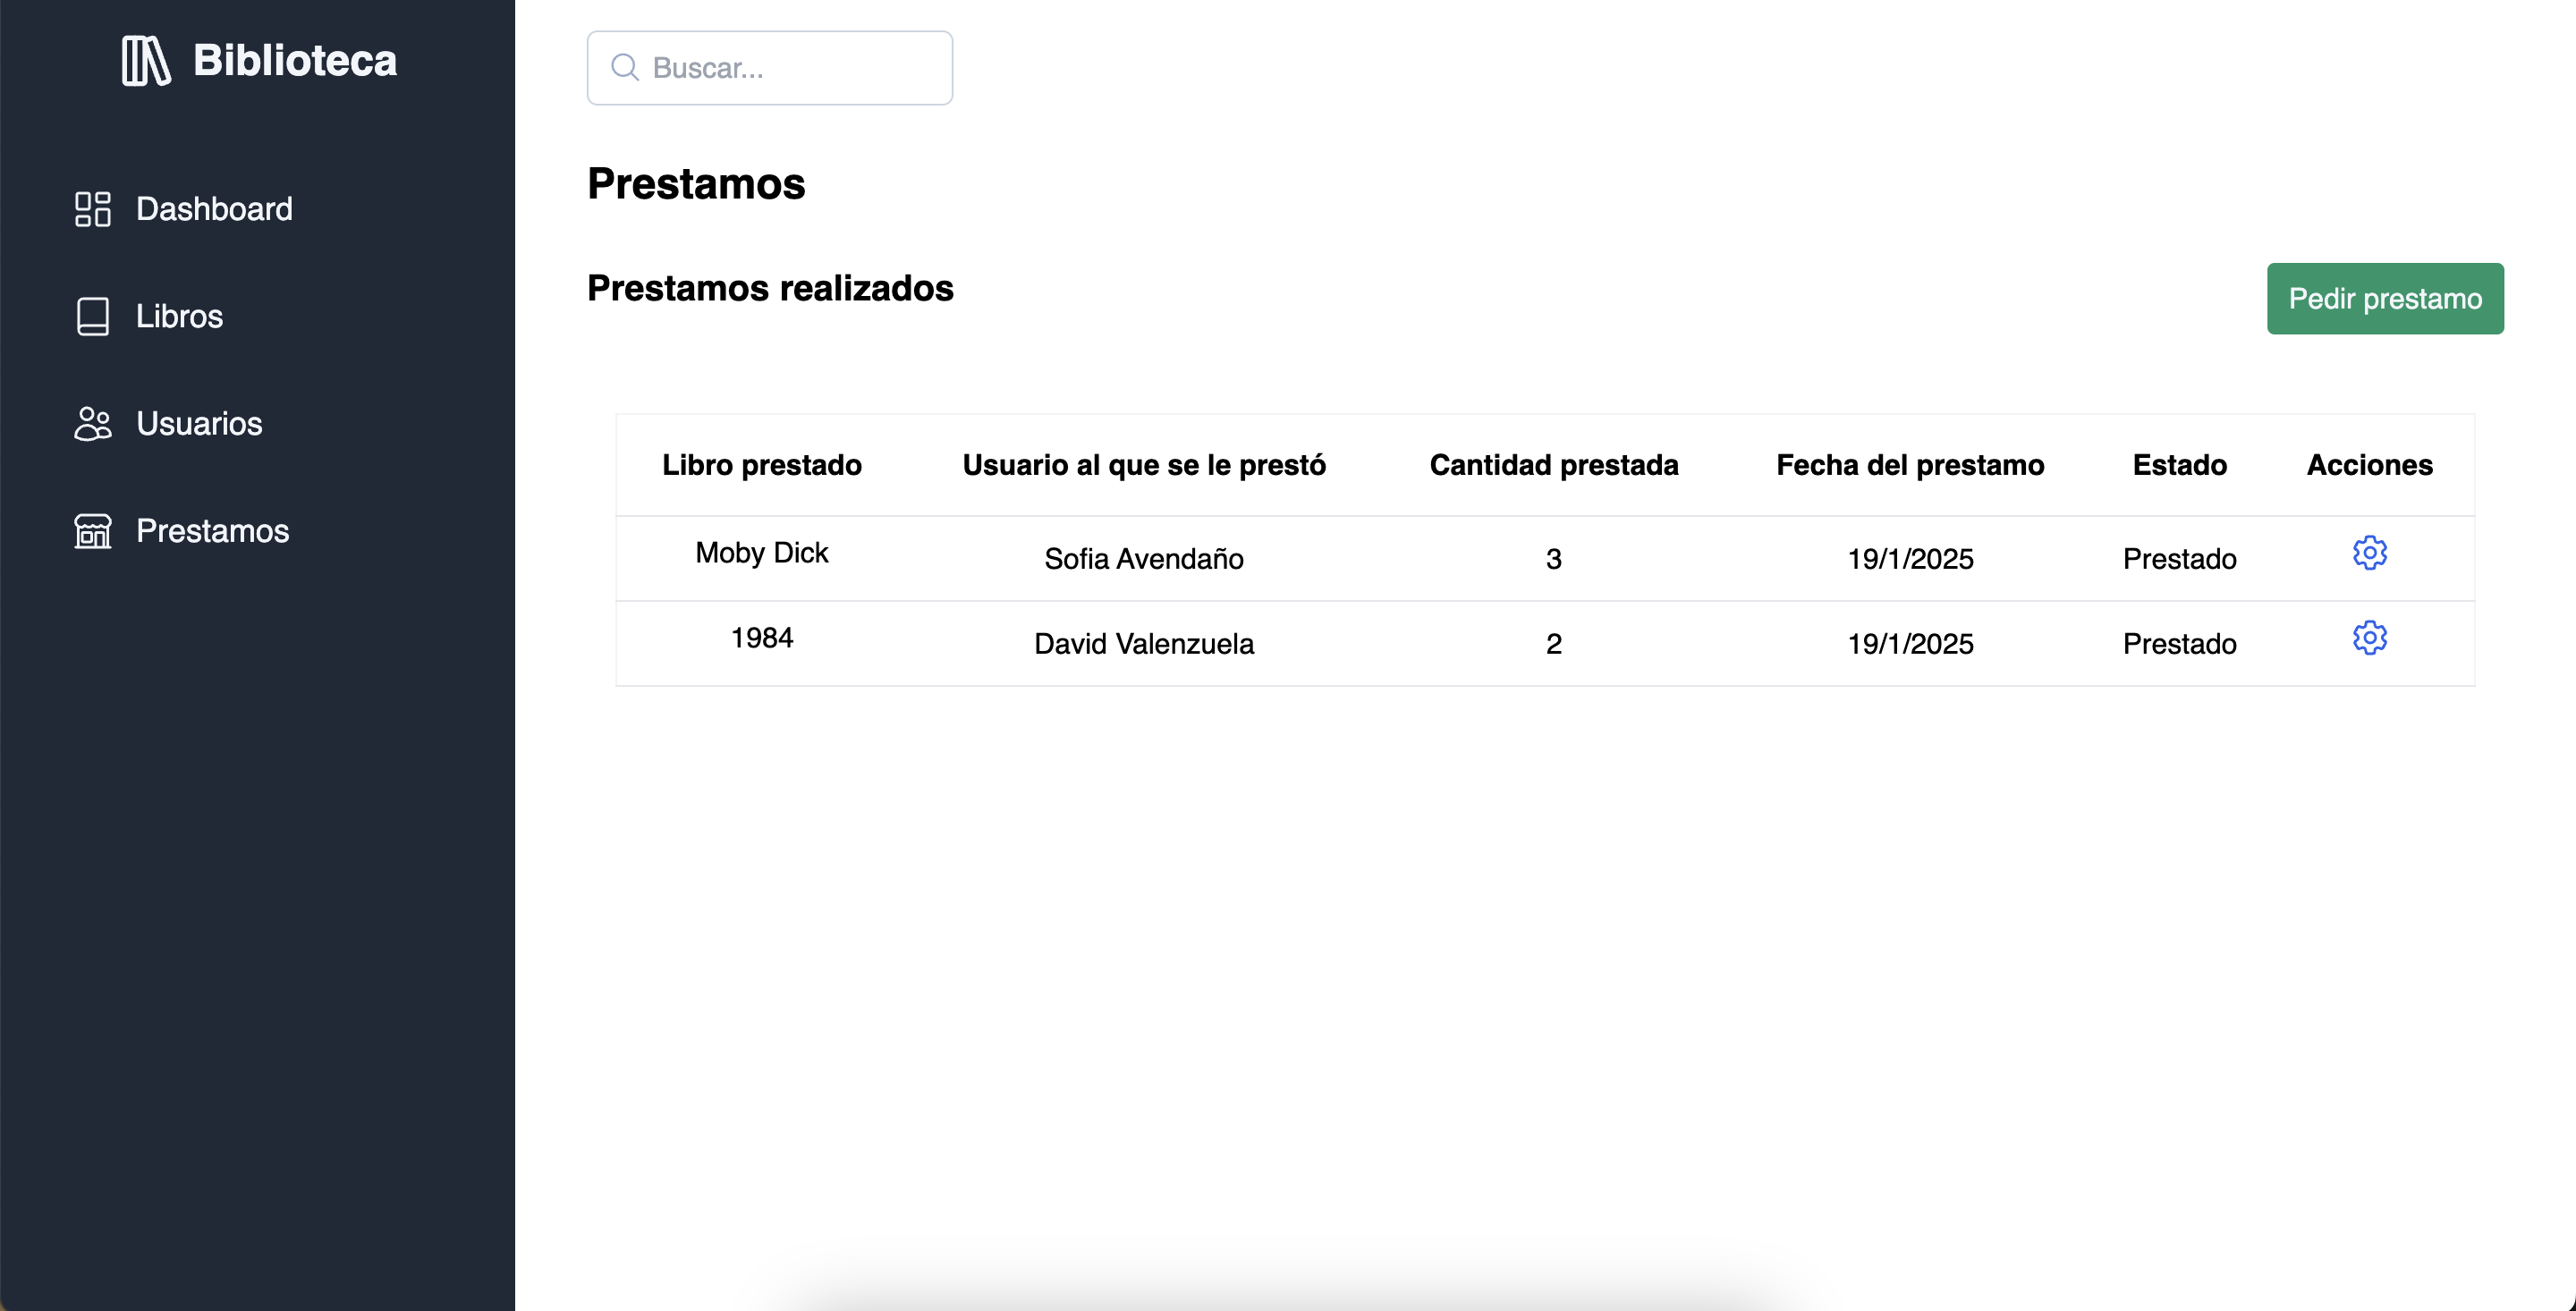 Biblioteca
Dashboard
Libros
Usuarios
Prestamos
Buscar...
Prestamos
Prestamos realizados
Pedir prestamo
Libro prestado Usuario al que se le prestó Cantidad prestada Fecha del prestamo Estado Acciones
Moby Dick Sofia Avendaño 3 19/1/2025 Prestado
1984 David Valenzuela 2 19/1/2025 Prestado